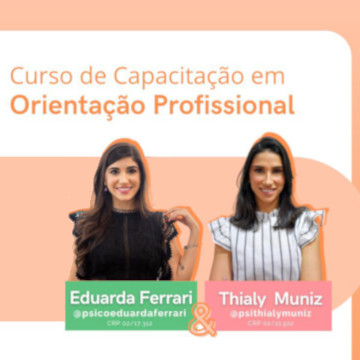 Curso de Capacitação em
Orientação Profissional
Eduarda Ferrari
@psicoeduardaferrari
&
Thialy Muniz
@psithialymuniz